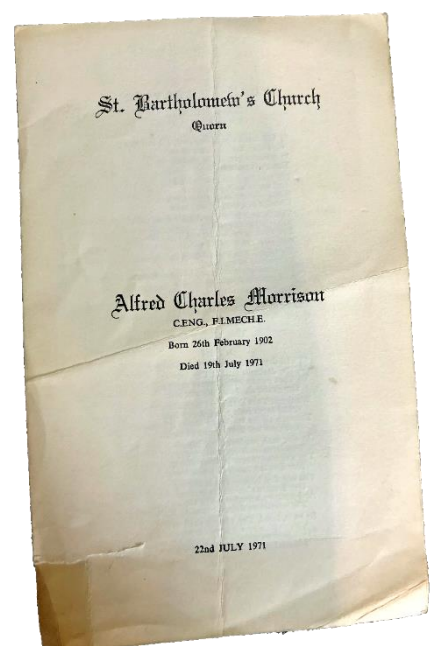 St. Bartholomew's Church
Quorn
Alfred Charles Morrison
C.ENG., F.I.MECH.E.
Born 26th February 1902
Died 19th July 1971
22nd JULY 1971